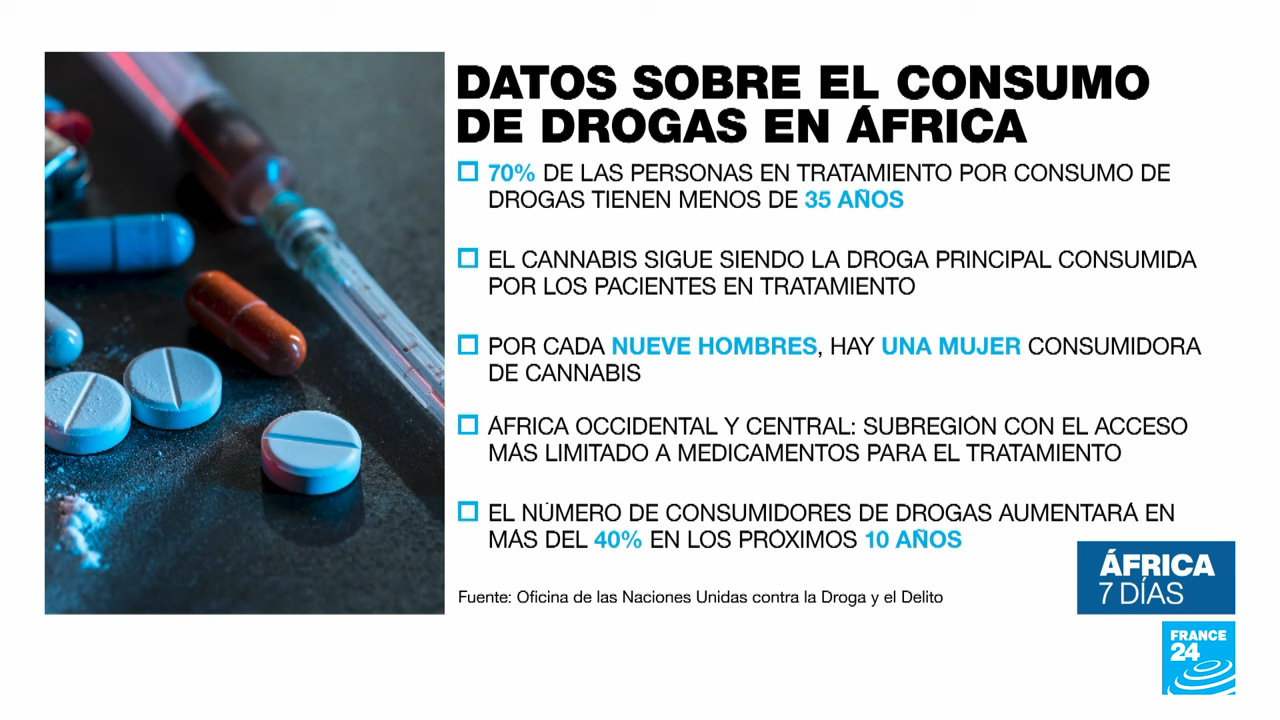 DATOS SOBRE EL CONSUMO
DE DROGAS EN ÁFRICA
70% DE LAS PERSONAS EN TRATAMIENTO POR CONSUMO DE
DROGAS TIENEN MENOS DE 35 AÑOS
EL CANNABIS SIGUE SIENDO LA DROGA PRINCIPAL CONSUMIDA
POR LOS PACIENTES EN TRATAMIENTO
POR CADA NUEVE HOMBRES, HAY UNA MUJER CONSUMIDORA
DE CANNABIS
ÁFRICA OCCIDENTAL Y CENTRAL: SUBREGIÓN CON EL ACCESO
MÁS LIMITADO A MEDICAMENTOS PARA EL TRATAMIENTO
EL NÚMERO DE CONSUMIDORES DE DROGAS AUMENTARÁ EN
MÁS DEL 40% EN LOS PRÓXIMOS 10 AÑOS
Fuente: Oficina de las Naciones Unidas contra la Droga y el Delito
ÁFRICA
7 DÍAS
FRANCE
24